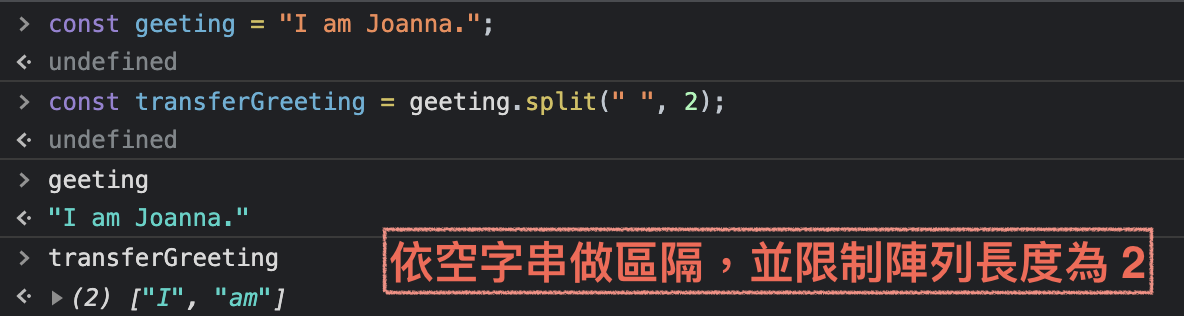 > const geeting = "I am Joanna.";
<· undefined
> const transferGreeting = geeting.split(" ", 2);
<· undefined
> geeting
<· "I am Joanna."
> transferGreeting
依空字串做區隔，並限制陣列長度為 2
<· ▶ (2) ["I", "am"]